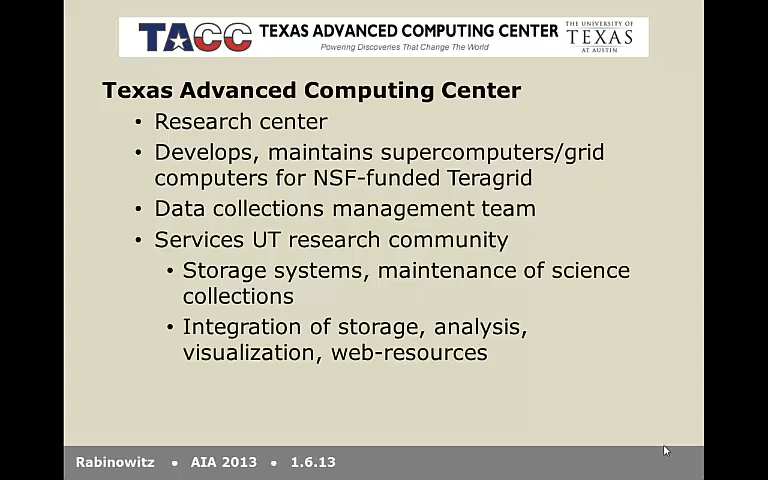 TACC TEXAS ADVANCED COMPUTING CENTER
Powering Discoveries That Change The World
THE UNIVERSITY OF
TEXAS
AT AUSTIN
Texas Advanced Computing Center
• Research center
• Develops, maintains supercomputers/grid
computers for NSF-funded Teragrid
• Data collections management team
• Services UT research community
• Storage systems, maintenance of science
collections
• Integration of storage, analysis,
visualization, web-resources
Rabinowitz • AIA 2013 • 1.6.13